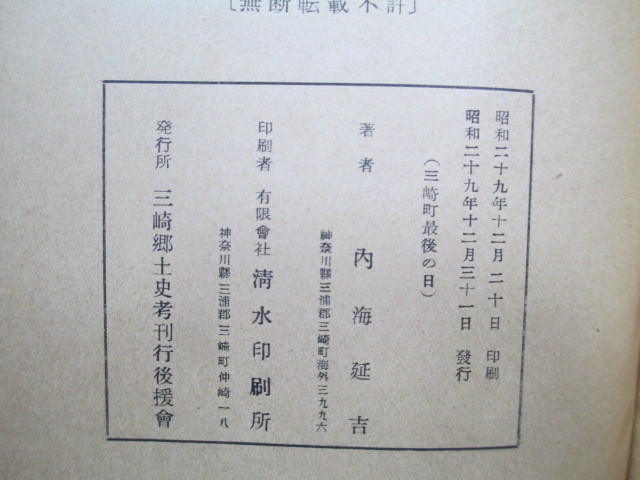 〔無断転載不許〕
昭和二十九年十二月二十日 印刷
昭和二十九年十二月三十一日 發行
(三崎町最後の日)
著者 内海延吉
神奈川縣三浦郡三崎町海外三九九六
印刷者 有限會社 清水印刷所
神奈川縣三浦郡三崎町仲崎一八
発行所 三崎郷土史考刊行後援會